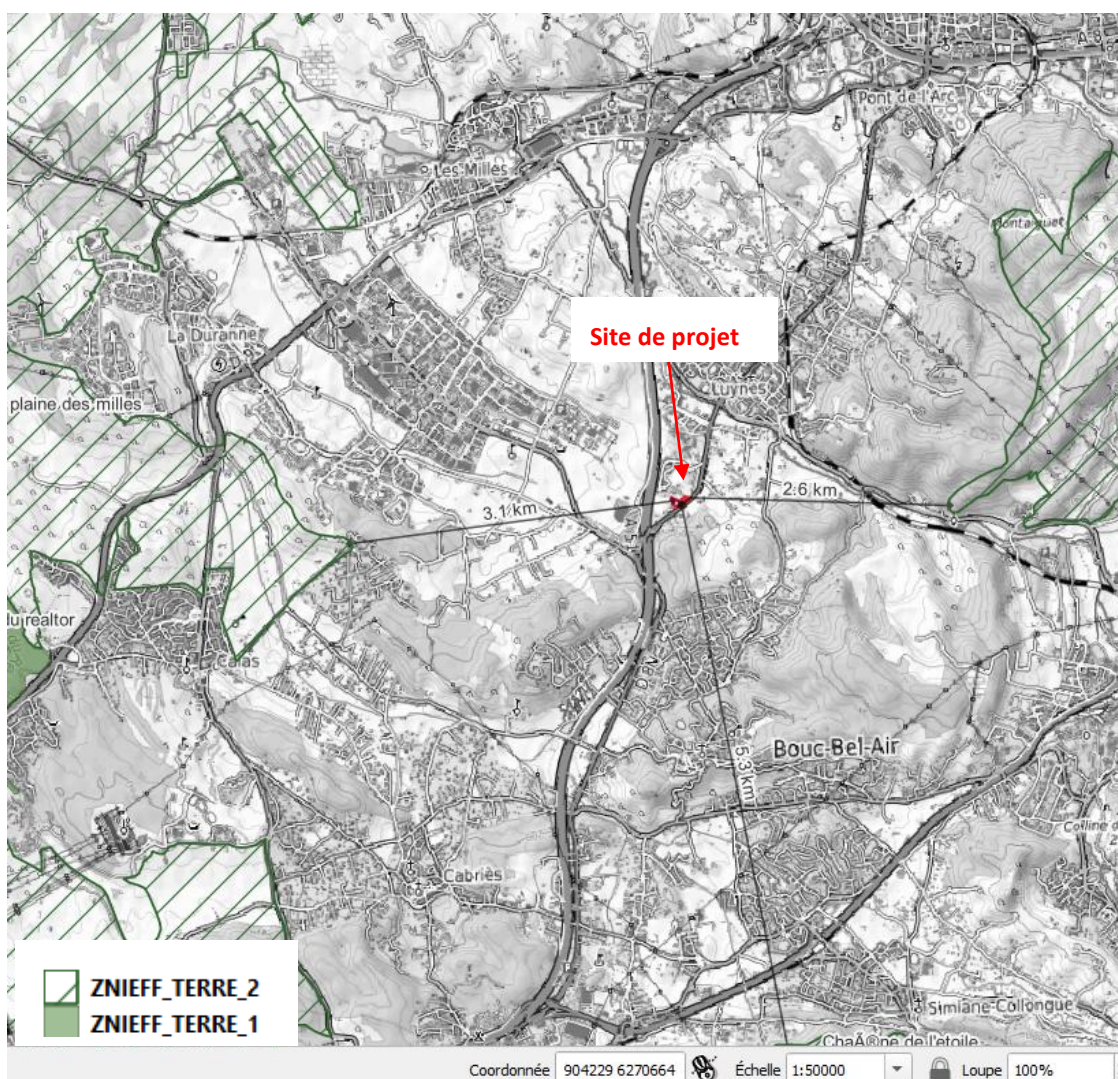 Pont de l'Arc
Les Milles
Montaiguet
Site de projet
La Duranne
Luynes
plaine des milles
2.6 km
3.1 km
du realtor
Calas
Bouc-Bel-Air
5.3 km
Cabriès
ZNIEFF_TERRE_2
ZNIEFF_TERRE_1
Simiane-Collongue
ChaÃ®ne de l'etoile
Coordonnée 904229 6270664 Échelle 1:50000 Loupe 100%